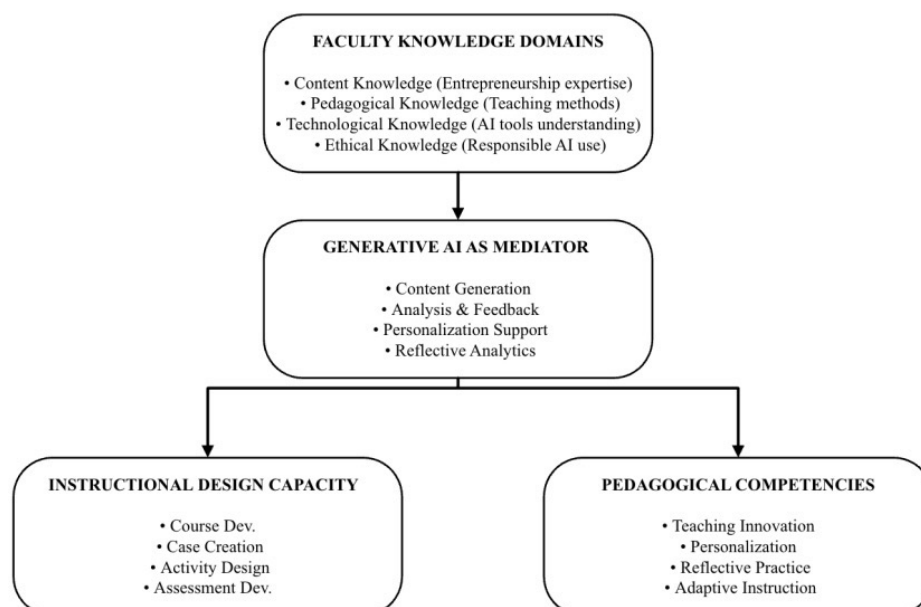 FACULTY KNOWLEDGE DOMAINS
• Content Knowledge (Entrepreneurship expertise)
• Pedagogical Knowledge (Teaching methods)
• Technological Knowledge (AI tools understanding)
• Ethical Knowledge (Responsible AI use)
GENERATIVE AI AS MEDIATOR
• Content Generation
• Analysis & Feedback
• Personalization Support
• Reflective Analytics
INSTRUCTIONAL DESIGN CAPACITY
• Course Dev.
• Case Creation
• Activity Design
• Assessment Dev.
PEDAGOGICAL COMPETENCIES
• Teaching Innovation
• Personalization
• Reflective Practice
• Adaptive Instruction